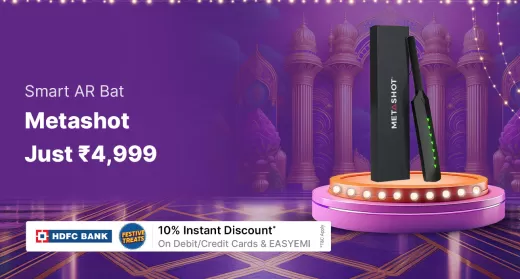 Smart AR Bat
Metashot
Just ₹4,999
METASHOT
HDFC BANK
FESTIVE
TREATS
10% Instant Discount*
On Debit/Credit Cards & EASYEMI
*T&C Apply